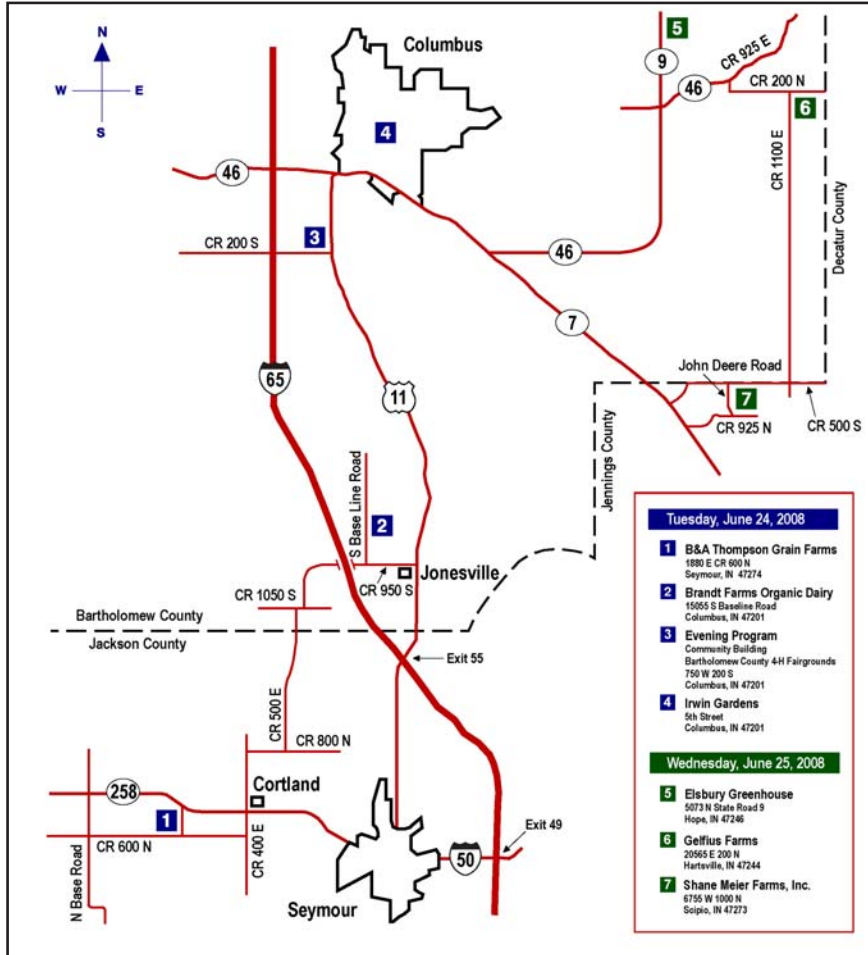 N
W E
S
Columbus
5
9
CR 925 E
46
CR 200 N
6
4
46
CR 1100 E
Decatur County
3
CR 200 S
46
7
65
11
John Deere Road
7
CR 925 N
CR 500 S
Jennings County
S Base Line Road
2
Jonesville
CR 950 S
CR 1050 S
Bartholomew County
Jackson County
Exit 55
CR 500 E
CR 800 N
258
Cortland
1
CR 600 N
CR 400 E
N Base Road
Exit 49
50
Seymour
Tuesday, June 24, 2008
1 B&A Thompson Grain Farms
1880 E CR 600 N
Seymour, IN 47274
2 Brandt Farms Organic Dairy
15055 S Baseline Road
Columbus, IN 47201
3 Evening Program
Community Building
Bartholomew County 4-H Fairgrounds
750 W 200 S
Columbus, IN 47201
4 Irwin Gardens
5th Street
Columbus, IN 47201
Wednesday, June 25, 2008
5 Elsbury Greenhouse
5073 N State Road 9
Hope, IN 47246
6 Gelfius Farms
20565 E 200 N
Hartsville, IN 47244
7 Shane Meier Farms, Inc.
6755 W 1000 N
Scipio, IN 47273